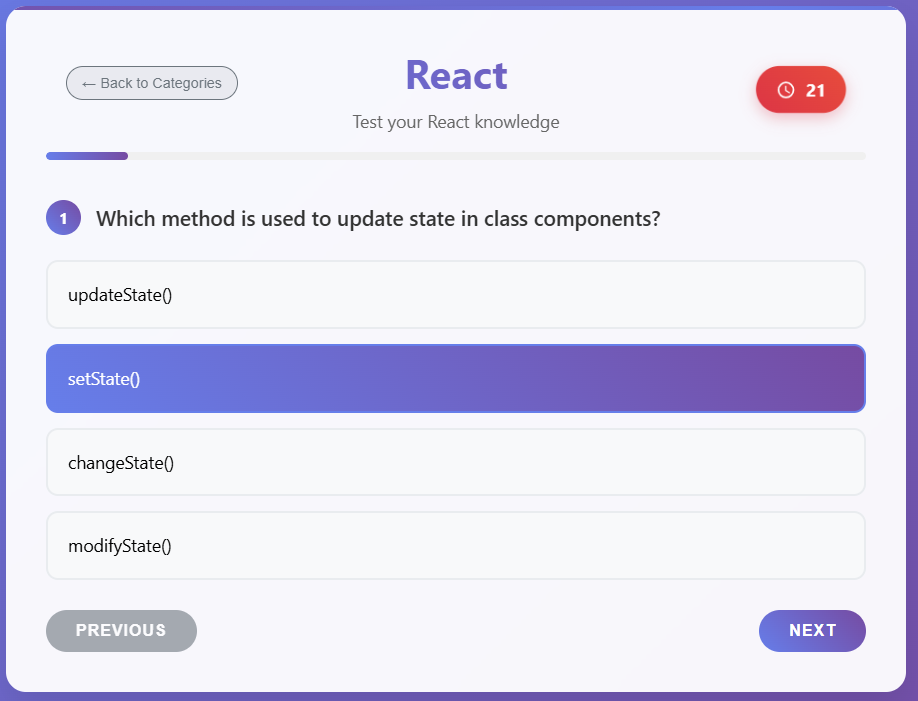 ← Back to Categories
React
21
Test your React knowledge
1
Which method is used to update state in class components?
updateState()
setState()
changeState()
modifyState()
PREVIOUS
NEXT